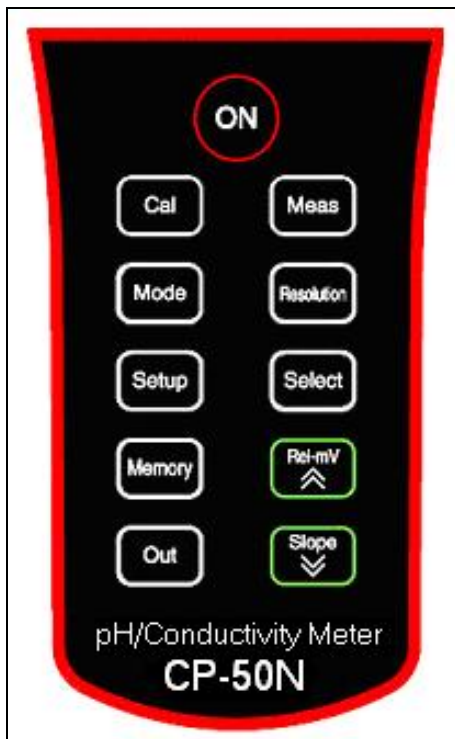 ON
Cal
Meas
Mode
Resolution
Setup
Select
Memory
Rel-mV
Out
Slope
pH/Conductivity Meter
CP-50N